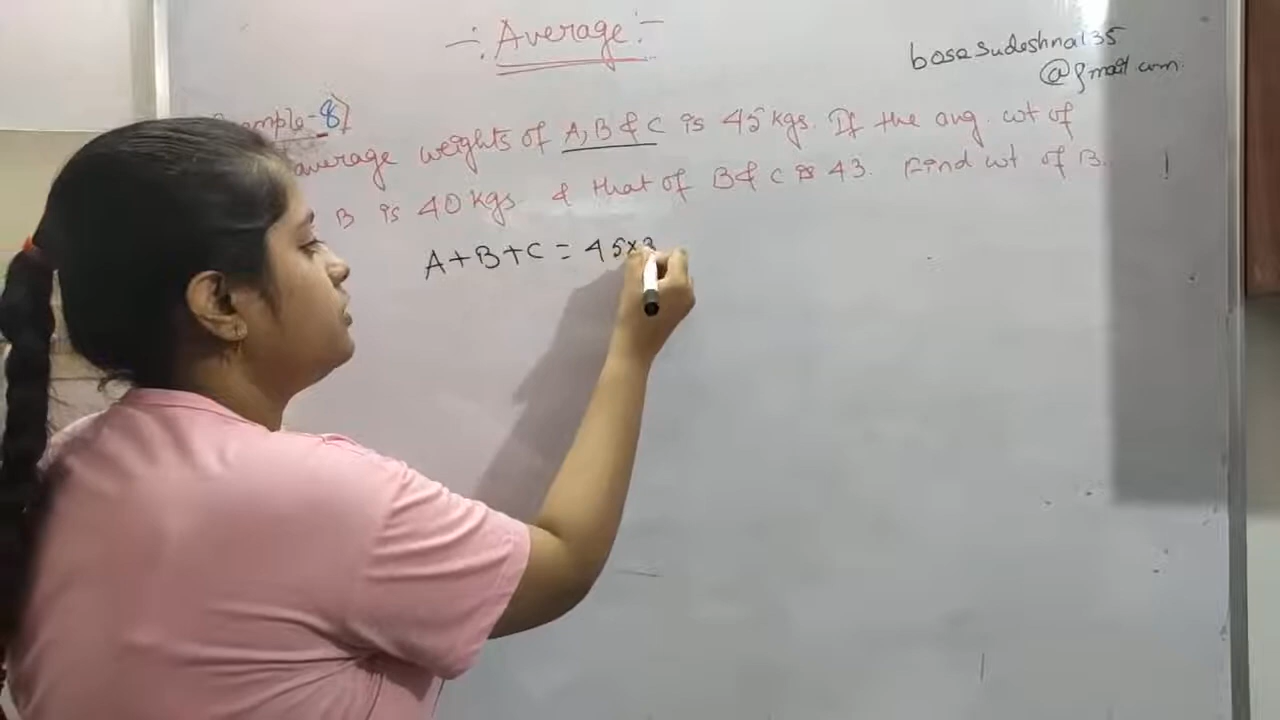 -: Average :-
bosesudeshna135
@gmail.com
Example-8)
average weights of A, B & C is 45 kgs. If the avg. wt of
B is 40 kgs & that of B & C is 43. Find wt of B.
A+B+C = 45×3